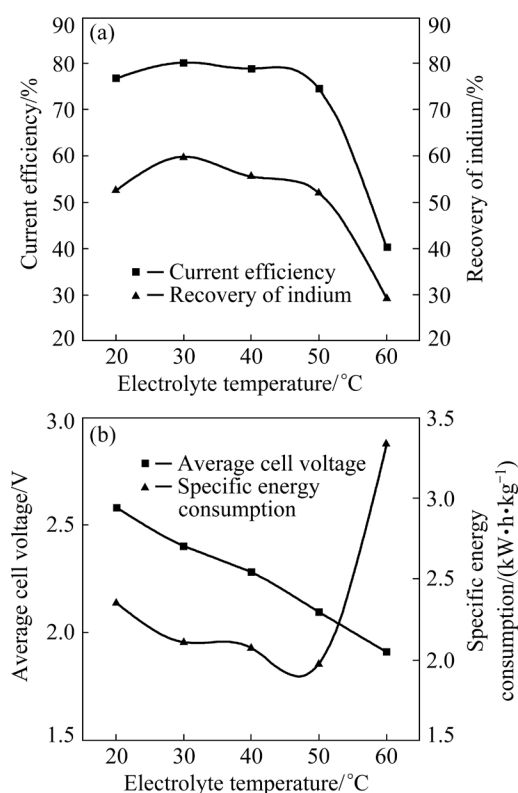 (a)
90
80
70
60
50
40
30
20
Current efficiency/%
90
80
70
60
50
40
30
20
Recovery of indium/%
Current efficiency
Recovery of indium
20 30 40 50 60
Electrolyte temperature/°C
(b)
3.0
2.5
2.0
1.5
Average cell voltage/V
3.5
3.0
2.5
2.0
1.5
Specific energy
consumption/(kW•h•kg⁻¹)
Average cell voltage
Specific energy
consumption
20 30 40 50 60
Electrolyte temperature/°C